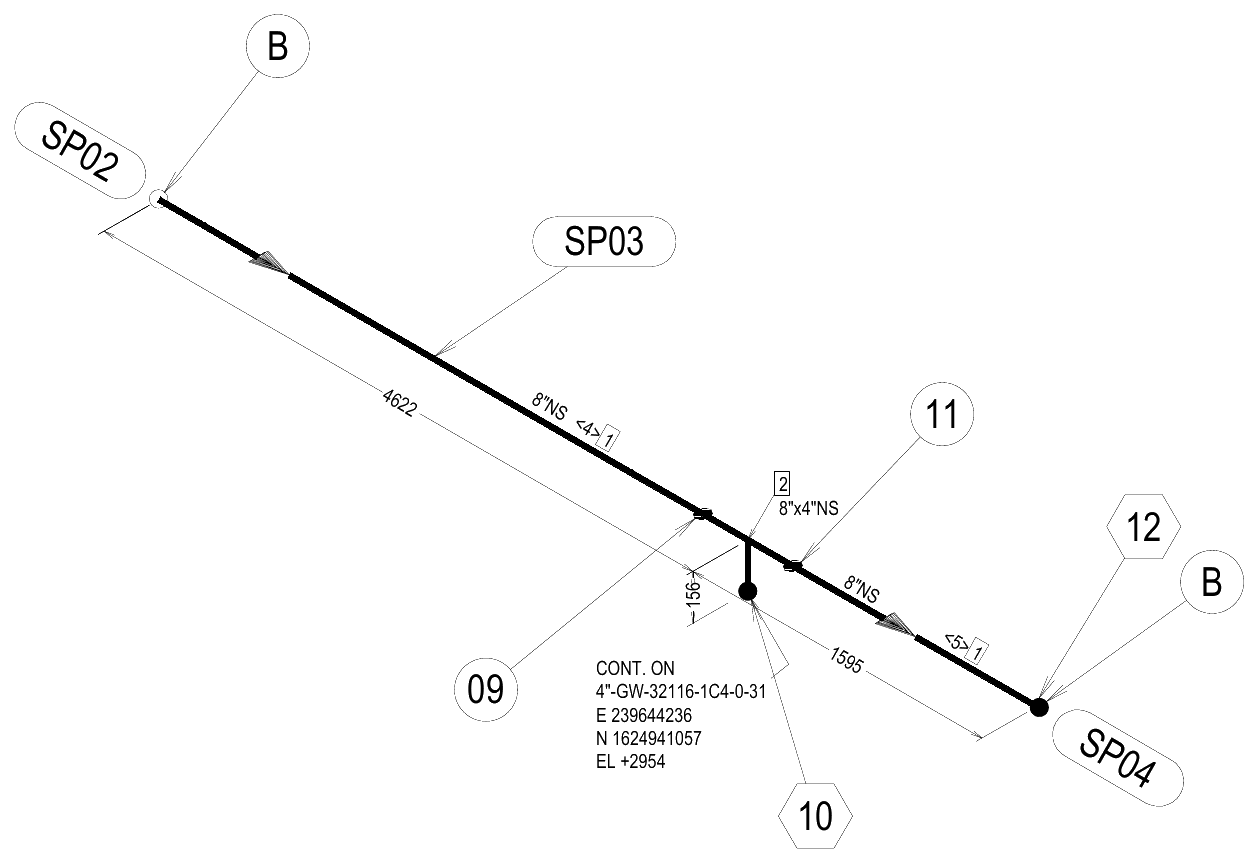 B
SP02
SP03
4622
8"NS
<4> 1
11
2
8"x4"NS
12
B
8"NS
156
<5> 1
1595
09
CONT. ON
4"-GW-32116-1C4-0-31
E 239644236
N 1624941057
EL +2954
SP04
10